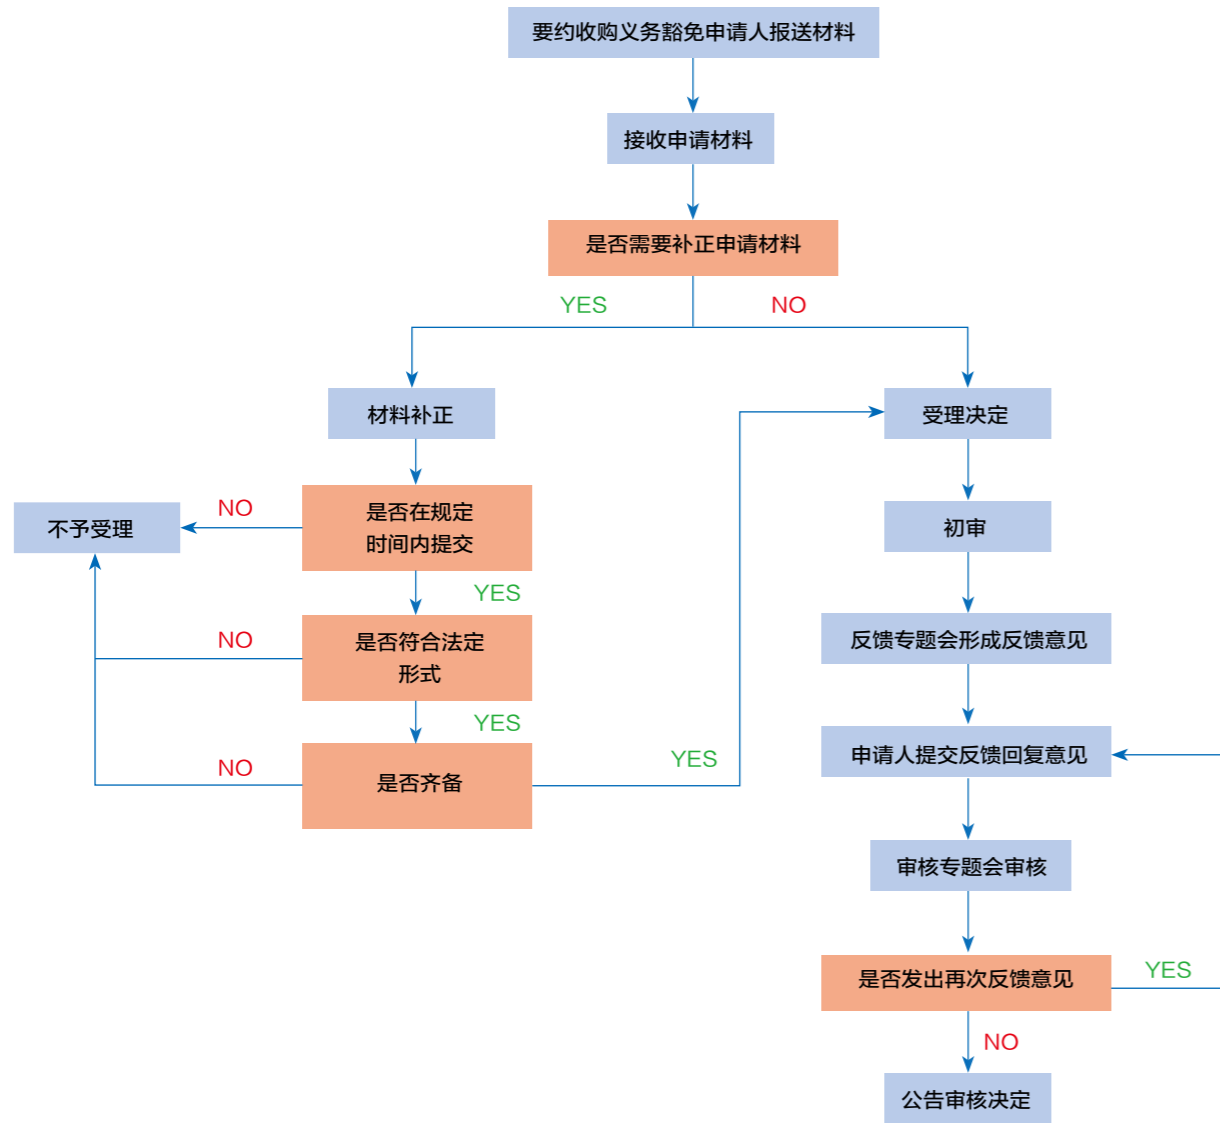 要约收购义务豁免申请人报送材料
接收申请材料
是否需要补正申请材料
YES
NO
材料补正
受理决定
是否在规定
时间内提交
NO
不予受理
初审
YES
是否符合法定
形式
NO
反馈专题会形成反馈意见
YES
是否齐备
NO
YES
申请人提交反馈回复意见
审核专题会审核
是否发出再次反馈意见
YES
NO
公告审核决定